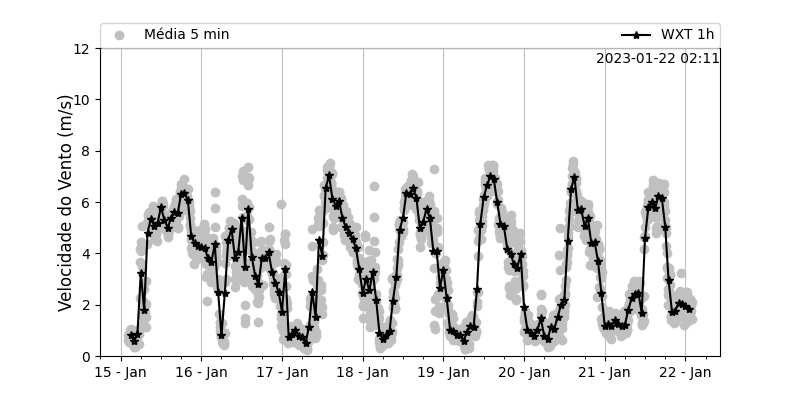 Média 5 min
WXT 1h
2023-01-22 02:11
Velocidade do Vento (m/s)
12
10
8
6
4
2
0
15 - Jan
16 - Jan
17 - Jan
18 - Jan
19 - Jan
20 - Jan
21 - Jan
22 - Jan